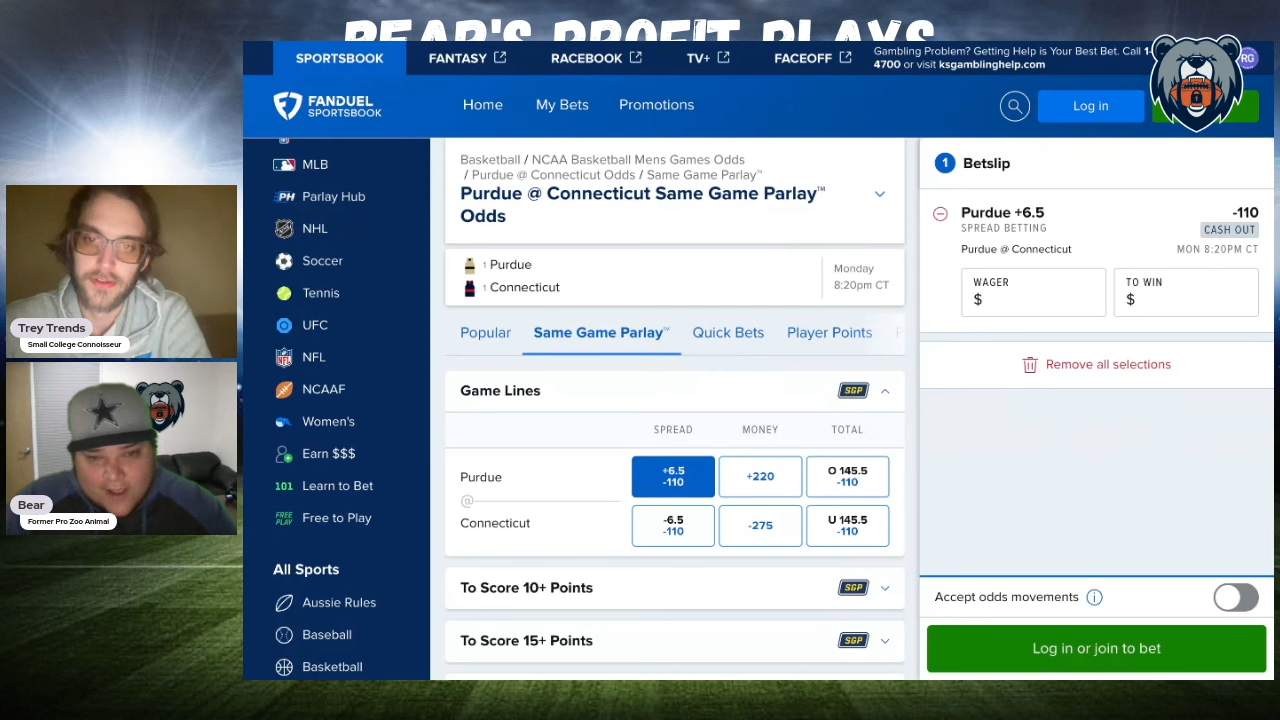 BEAR'S PROFIT PLAYS
SPORTSBOOK
FANTASY
RACEBOOK
TV+
FACEOFF
Gambling Problem? Getting Help is Your Best Bet. Call 1-
4700 or visit ksgamblinghelp.com
RG
FANDUEL
SPORTSBOOK
Home
My Bets
Promotions
Log in
MLB
PH Parlay Hub
NHL
Soccer
Tennis
UFC
NFL
NCAAF
Women's
Earn $$$
101 Learn to Bet
FREE PLAY Free to Play
All Sports
Aussie Rules
Baseball
Basketball
Basketball / NCAA Basketball Mens Games Odds
/ Purdue @ Connecticut Odds / Same Game Parlay™
Purdue @ Connecticut Same Game Parlay™
Odds
1 Purdue
1 Connecticut
Monday
8:20pm CT
Popular
Same Game Parlay™
Quick Bets
Player Points
Game Lines
SGP
SPREAD
MONEY
TOTAL
Purdue
+6.5
-110
+220
O 145.5
-110
@
Connecticut
-6.5
-110
-275
U 145.5
-110
To Score 10+ Points
SGP
To Score 15+ Points
SGP
1 Betslip
Purdue +6.5
-110
SPREAD BETTING
CASH OUT
Purdue @ Connecticut
MON 8:20PM CT
WAGER
$
TO WIN
$
Remove all selections
Accept odds movements
Log in or join to bet
Trey Trends
Small College Connoisseur
Bear
Former Pro Zoo Animal